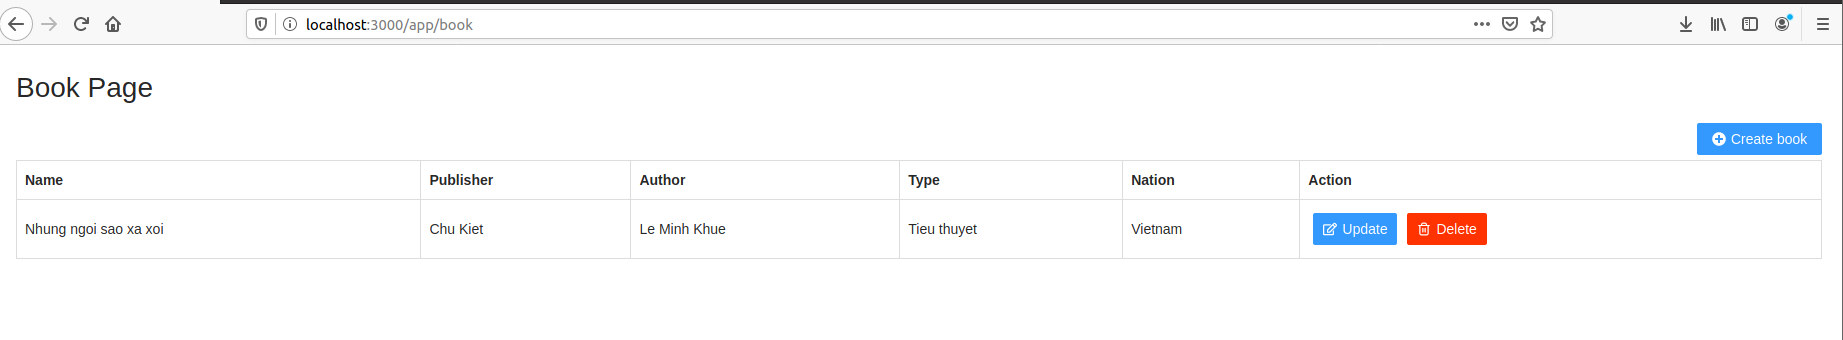 localhost:3000/app/book
Book Page
Create book
Name Publisher Author Type Nation Action
Nhung ngoi sao xa xoi Chu Kiet Le Minh Khue Tieu thuyet Vietnam Update Delete